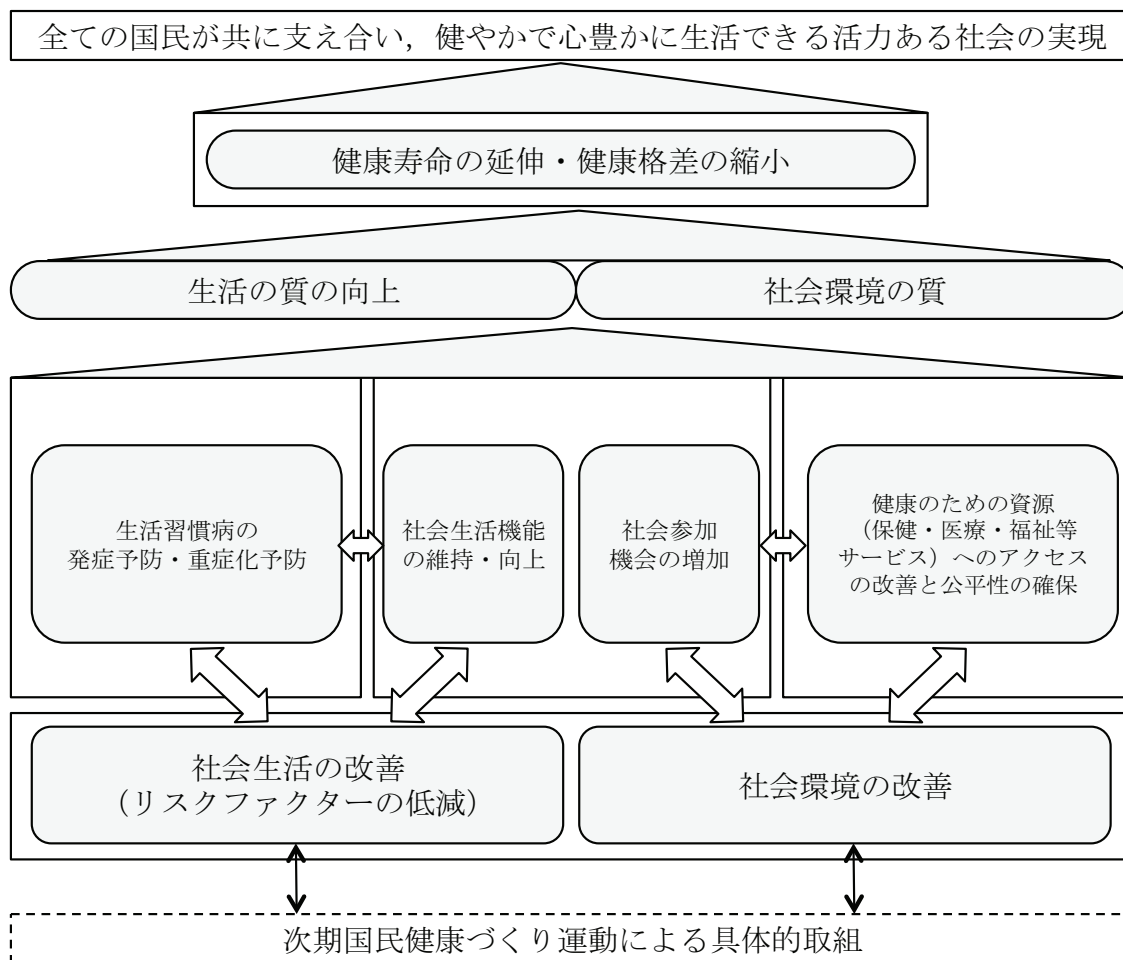 全ての国民が共に支え合い，健やかで心豊かに生活できる活力ある社会の実現
健康寿命の延伸・健康格差の縮小
生活の質の向上
社会環境の質
生活習慣病の
発症予防・重症化予防
社会生活機能
の維持・向上
社会参加
機会の増加
健康のための資源
（保健・医療・福祉等
サービス）へのアクセス
の改善と公平性の確保
社会生活の改善
（リスクファクターの低減）
社会環境の改善
次期国民健康づくり運動による具体的取組